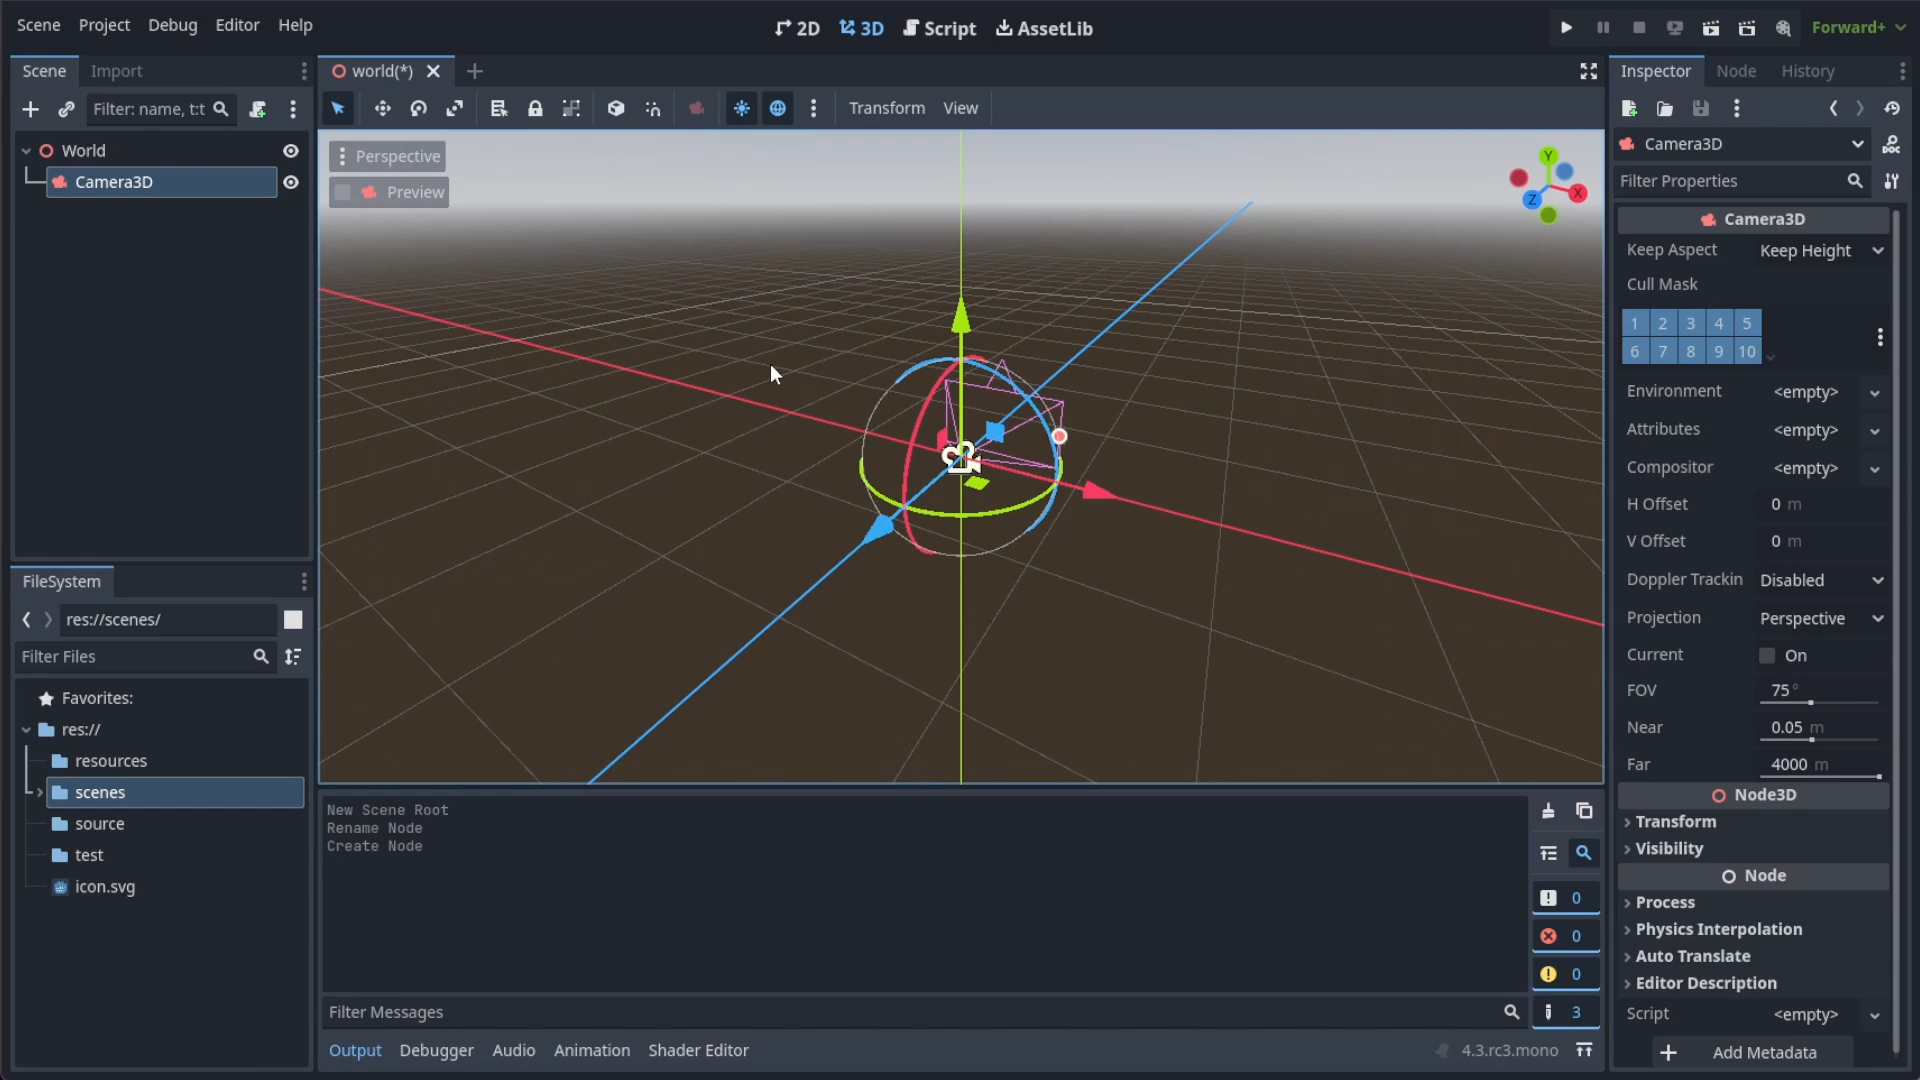 Scene Project Debug Editor Help
2D 3D Script AssetLib
Forward+
Scene Import
Filter: name, t:t
World
Camera3D
FileSystem
res://scenes/
Filter Files
Favorites:
res://
resources
scenes
source
test
icon.svg
world(*)
Transform View
Perspective
Preview
Y
X
Z
New Scene Root
Rename Node
Create Node
0
0
0
3
Filter Messages
Output Debugger Audio Animation Shader Editor
4.3.rc3.mono
Inspector Node History
Camera3D
DOC
Filter Properties
Camera3D
Keep Aspect Keep Height
Cull Mask
1 2 3 4 5
6 7 8 9 10
Environment <empty>
Attributes <empty>
Compositor <empty>
H Offset 0 m
V Offset 0 m
Doppler Trackin Disabled
Projection Perspective
Current On
FOV 75 °
Near 0.05 m
Far 4000 m
Node3D
Transform
Visibility
Node
Process
Physics Interpolation
Auto Translate
Editor Description
Script <empty>
Add Metadata